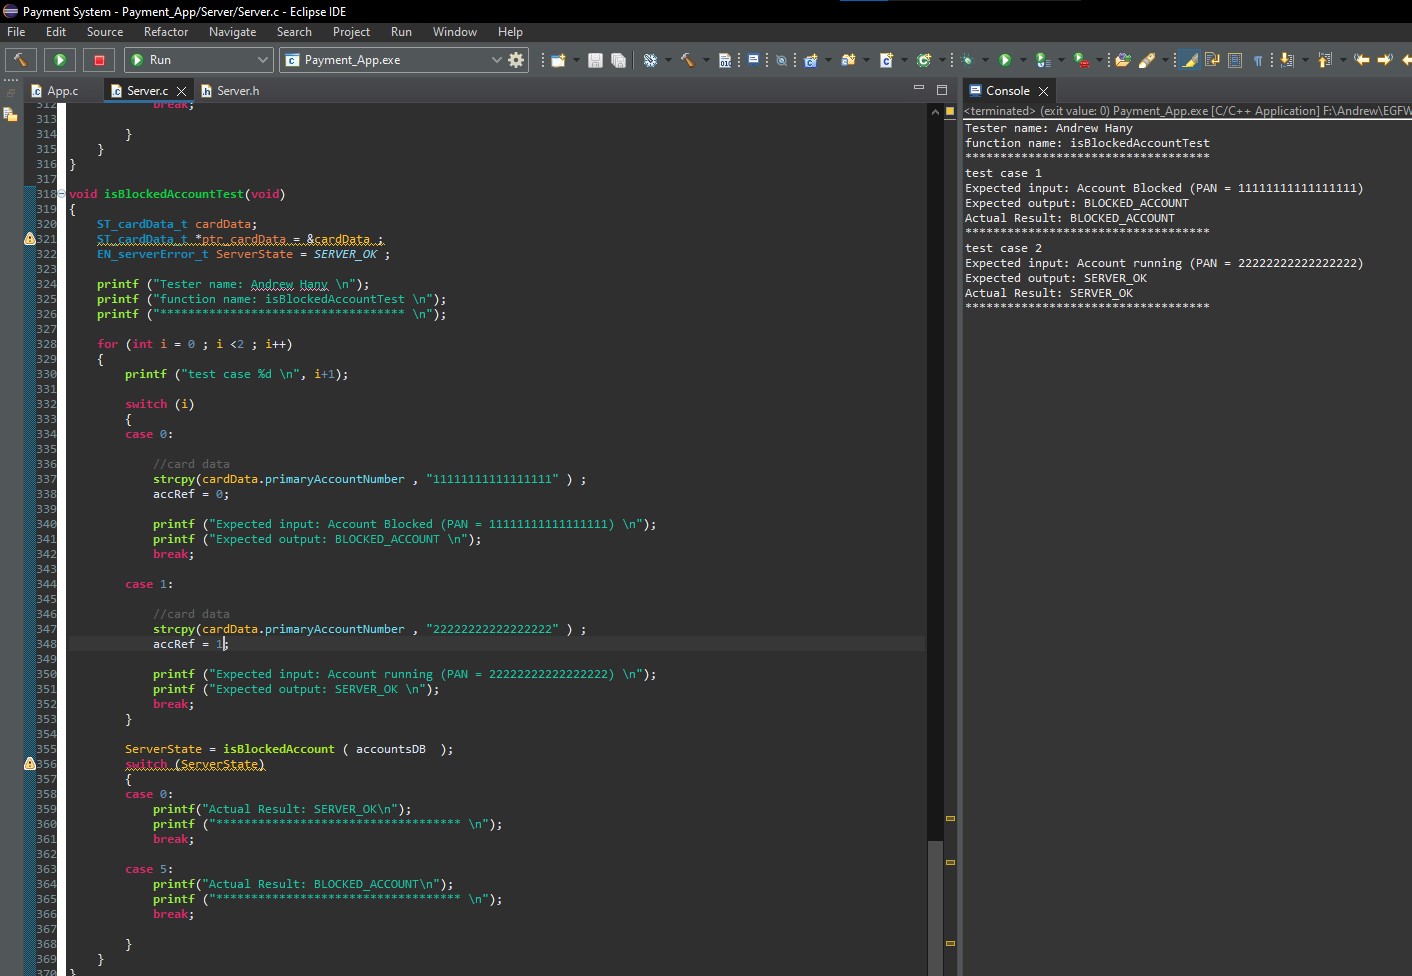 Payment System - Payment_App/Server/Server.c - Eclipse IDE
File Edit Source Refactor Navigate Search Project Run Window Help
Run Payment_App.exe
App.c Server.c Server.h
312 break;
313
314 }
315 }
316 }
317
318 void isBlockedAccountTest(void)
319 {
320 ST_cardData_t cardData;
321 ST_cardData_t *ptr_cardData = &cardData ;
322 EN_serverError_t ServerState = SERVER_OK ;
323
324 printf ("Tester name: Andrew Hany \n");
325 printf ("function name: isBlockedAccountTest \n");
326 printf ("*********************************** \n");
327
328 for (int i = 0 ; i <2 ; i++)
329 {
330 printf ("test case %d \n", i+1);
331
332 switch (i)
333 {
334 case 0:
335
336 //card data
337 strcpy(cardData.primaryAccountNumber , "11111111111111111" ) ;
338 accRef = 0;
339
340 printf ("Expected input: Account Blocked (PAN = 11111111111111111) \n");
341 printf ("Expected output: BLOCKED_ACCOUNT \n");
342 break;
343
344 case 1:
345
346 //card data
347 strcpy(cardData.primaryAccountNumber , "22222222222222222" ) ;
348 accRef = 1;
349
350 printf ("Expected input: Account running (PAN = 22222222222222222) \n");
351 printf ("Expected output: SERVER_OK \n");
352 break;
353 }
354
355 ServerState = isBlockedAccount ( accountsDB );
356 switch (ServerState)
357 {
358 case 0:
359 printf("Actual Result: SERVER_OK\n");
360 printf ("*********************************** \n");
361 break;
362
363 case 5:
364 printf("Actual Result: BLOCKED_ACCOUNT\n");
365 printf ("*********************************** \n");
366 break;
367
368 }
369 }
370 }
Console
<terminated> (exit value: 0) Payment_App.exe [C/C++ Application] F:\Andrew\EGFW
Tester name: Andrew Hany
function name: isBlockedAccountTest
***********************************
test case 1
Expected input: Account Blocked (PAN = 11111111111111111)
Expected output: BLOCKED_ACCOUNT
Actual Result: BLOCKED_ACCOUNT
***********************************
test case 2
Expected input: Account running (PAN = 22222222222222222)
Expected output: SERVER_OK
Actual Result: SERVER_OK
***********************************